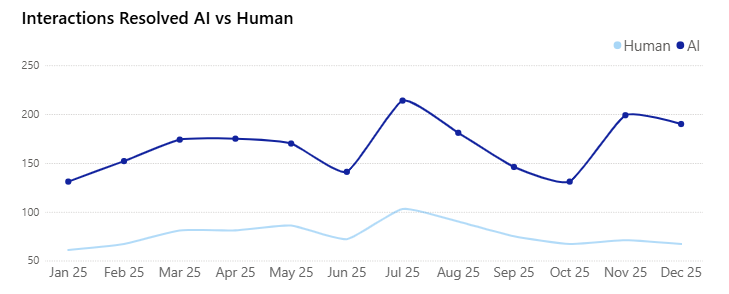 Interactions Resolved AI vs Human
Human AI
250
200
150
100
50
Jan 25 Feb 25 Mar 25 Apr 25 May 25 Jun 25 Jul 25 Aug 25 Sep 25 Oct 25 Nov 25 Dec 25